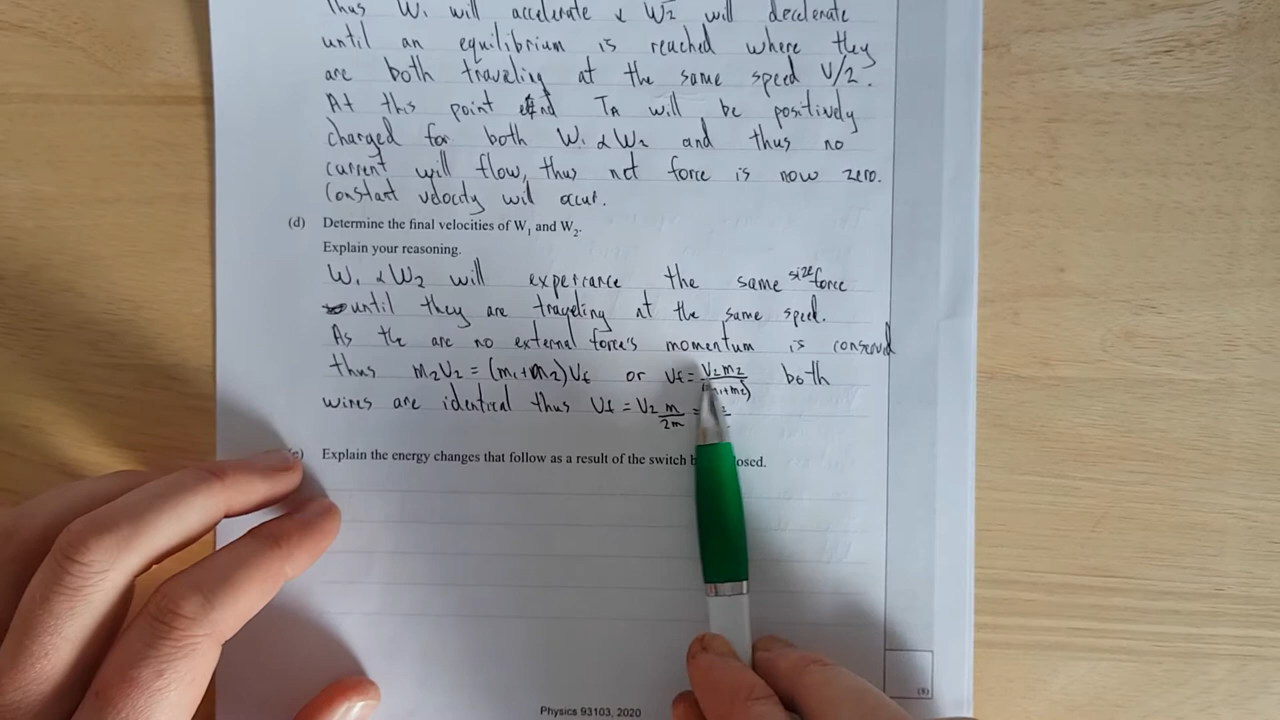 Thus W1 will accelerate & W2 will decelerate
until an equilibrium is reached where they
are both traveling at the same speed V/2.
At this point end TA will be positively
charged for both W1 & W2 and thus no
current will flow, thus net force is now zero.
Constant velocity will occur.
(d) Determine the final velocities of W1 and W2.
Explain your reasoning.
W1 & W2 will experance the same size force
until they are traveling at the same speed.
As the are no external force's momentum is conserved
thus m2V2 = (m1+m2)Vf or Vf = V2m2/(m1+m2) both
wires are identical thus Vf = V2 m/2m =
Explain the energy changes that follow as a result of the switch
Physics 93103, 2020
(8)